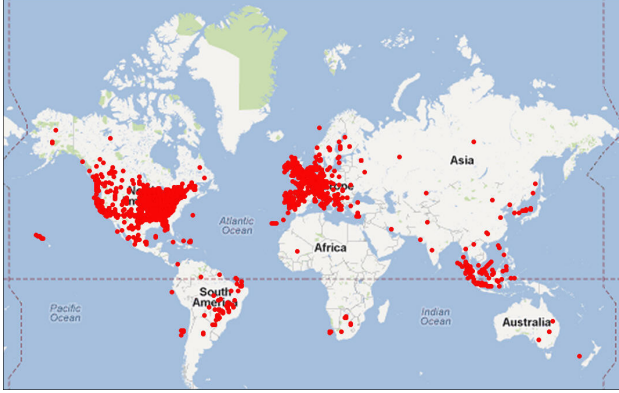 Asia
Atlantic
Ocean
Africa
South
America
Pacific
Ocean
Indian
Ocean
Australia